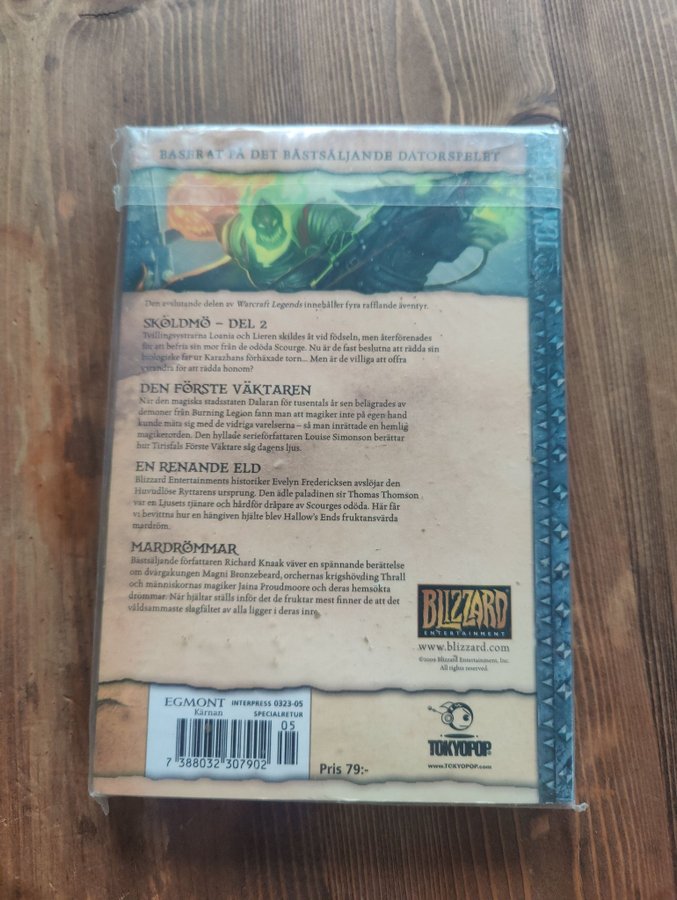 BASERAT PÅ DET BÄSTSÄLJANDE DATORSPELET
Den avslutande delen av Warcraft Legends innehåller fyra rafflande äventyr.
SKÖLDMÖ – DEL 2
Tvillingsystrarna Loania och Lieren skildes åt vid födseln, men återförenades
för att befria sin mor från de odöda Scourge. Nu är de fast beslutna att rädda sin
biologiske far ur Karazhans förhäxade torn... Men är de villiga att offra
varandra för att rädda honom?
DEN FÖRSTE VÄKTAREN
När den magiska stadsstaten Dalaran för tusentals år sen belägrades av
demoner från Burning Legion fann man att magiker inte på egen hand
kunde mäta sig med de vidriga varelserna – så man inrättade en hemlig
magikerorden. Den hyllade serieförfattaren Louise Simonson berättar
hur Tirisfals Förste Väktare såg dagens ljus.
EN RENANDE ELD
Blizzard Entertainments historiker Evelyn Fredericksen avslöjar den
Huvudlöse Ryttarens ursprung. Den ädle paladinen sir Thomas Thomson
var en Ljusets tjänare och hårdför dräpare av Scourges odöda. Här får
vi bevittna hur en hängiven hjälte blev Hallow's Ends fruktansvärda
mardröm.
MARDRÖMMAR
Bästsäljande författaren Richard Knaak väver en spännande berättelse
om dvärgakungen Magni Bronzebeard, orchernas krigshövding Thrall
och människornas magiker Jaina Proudmoore och deras hemsökta
drömmar. När hjältar ställs inför det de fruktar mest finner de att det
våldsammaste slagfältet av alla ligger i deras inre.
BLIZZARD
ENTERTAINMENT
www.blizzard.com
Blizzard Entertainment, Inc.
All rights reserved.
EGMONT
Kärnan
INTERPRESS 0323-05
SPECIALRETUR
05
7 388032 307902
Pris 79:-
TOKYOPOP
www.TOKYOPOP.com